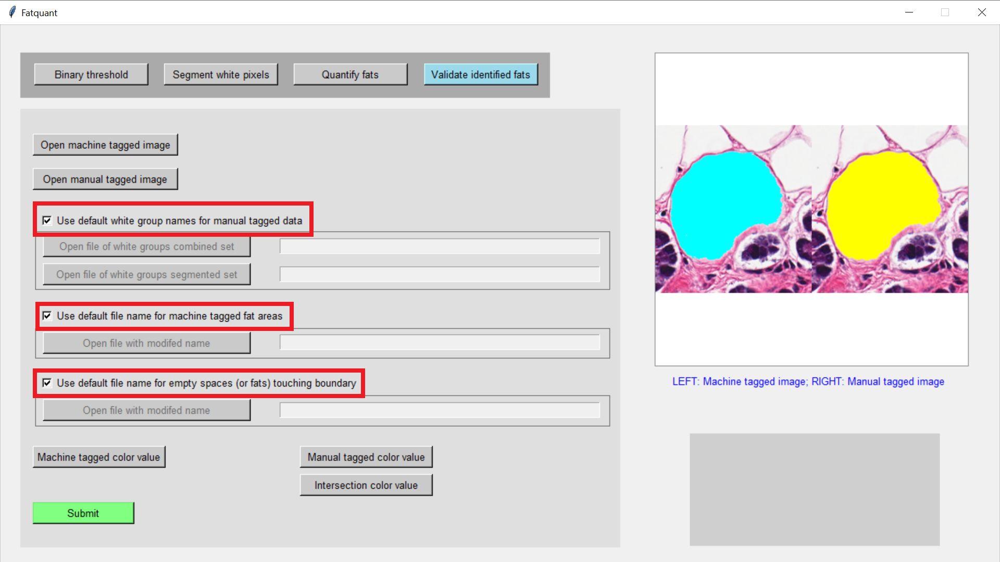 Fatquant
Binary threshold
Segment white pixels
Quantify fats
Validate identified fats
Open machine tagged image
Open manual tagged image
Use default white group names for manual tagged data
Open file of white groups combined set
Open file of white groups segmented set
Use default file name for machine tagged fat areas
Open file with modifed name
Use default file name for empty spaces (or fats) touching boundary
Open file with modifed name
Machine tagged color value
Manual tagged color value
Intersection color value
Submit
LEFT: Machine tagged image; RIGHT: Manual tagged image